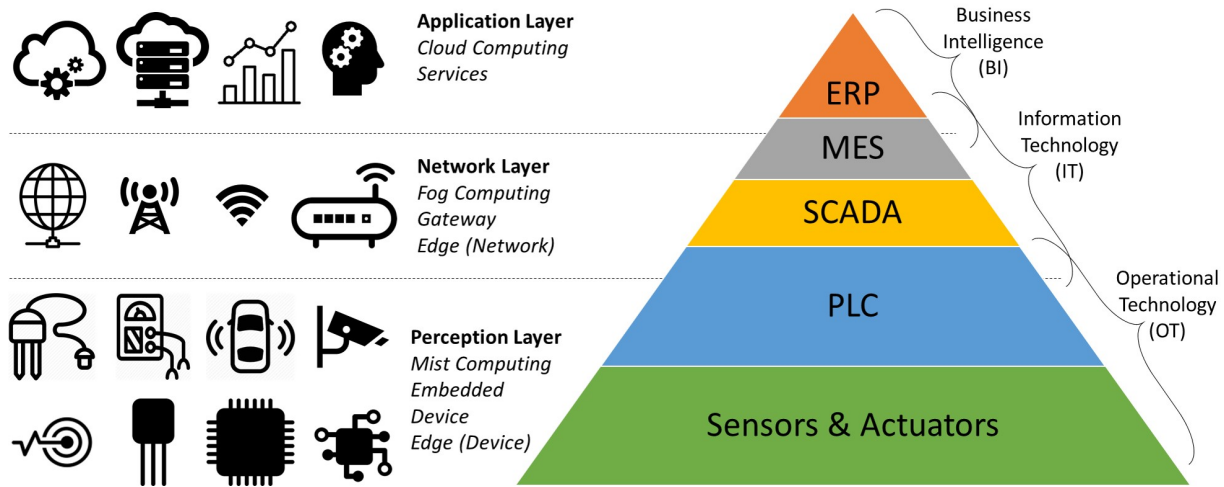 Application Layer
Cloud Computing
Services
Network Layer
Fog Computing
Gateway
Edge (Network)
Perception Layer
Mist Computing
Embedded
Device
Edge (Device)
ERP
MES
SCADA
PLC
Sensors & Actuators
Business
Intelligence
(BI)
Information
Technology
(IT)
Operational
Technology
(OT)